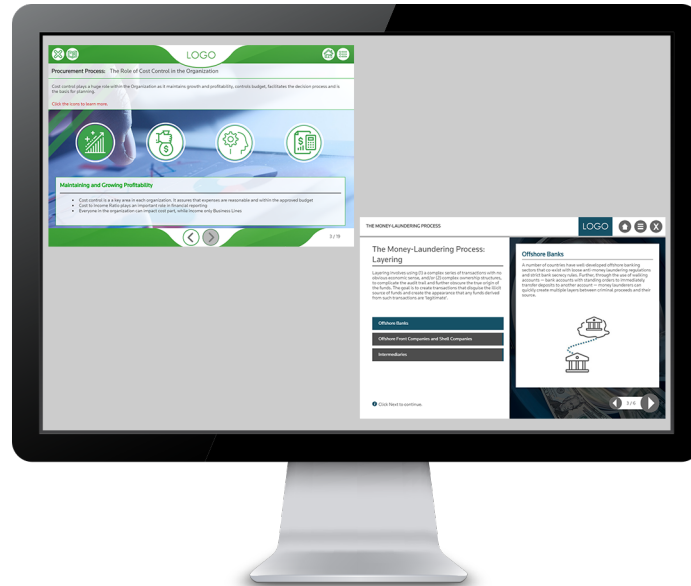 LOGO
Procurement Process: The Role of Cost Control in the Organization
Cost control plays a huge role within the Organization as it maintains growth and profitability, controls budget, facilitates the decision process and is
the basis for planning.
Click the icons to learn more.
Maintaining and Growing Profitability
• Cost control is a key area in each organization. It assures that expenses are reasonable and within the approved budget
• Cost to Income Ratio plays an important role in financial reporting
• Everyone in the organization can impact cost part, while Income only Business Lines
3 / 19
THE MONEY-LAUNDERING PROCESS
LOGO
The Money-Laundering Process:
Layering
Layering involves using (1) a complex series of transactions with no
obvious economic sense, and/or (2) complex ownership structures,
to complicate the audit trail and further obscure the true origin of
the funds. The goal is to create transactions that disguise the illicit
source of funds and create the appearance that any funds derived
from such transactions are 'legitimate'.
Offshore Banks
Offshore Front Companies and Shell Companies
Intermediaries
Click Next to continue.
Offshore Banks
A number of countries have well-developed offshore banking
sectors that co-exist with loose anti-money laundering regulations
and strict bank secrecy rules. Further, through the use of walking
accounts — bank accounts with standing orders to immediately
transfer deposits to another account — money launderers can
quickly create multiple layers between criminal proceeds and their
source.